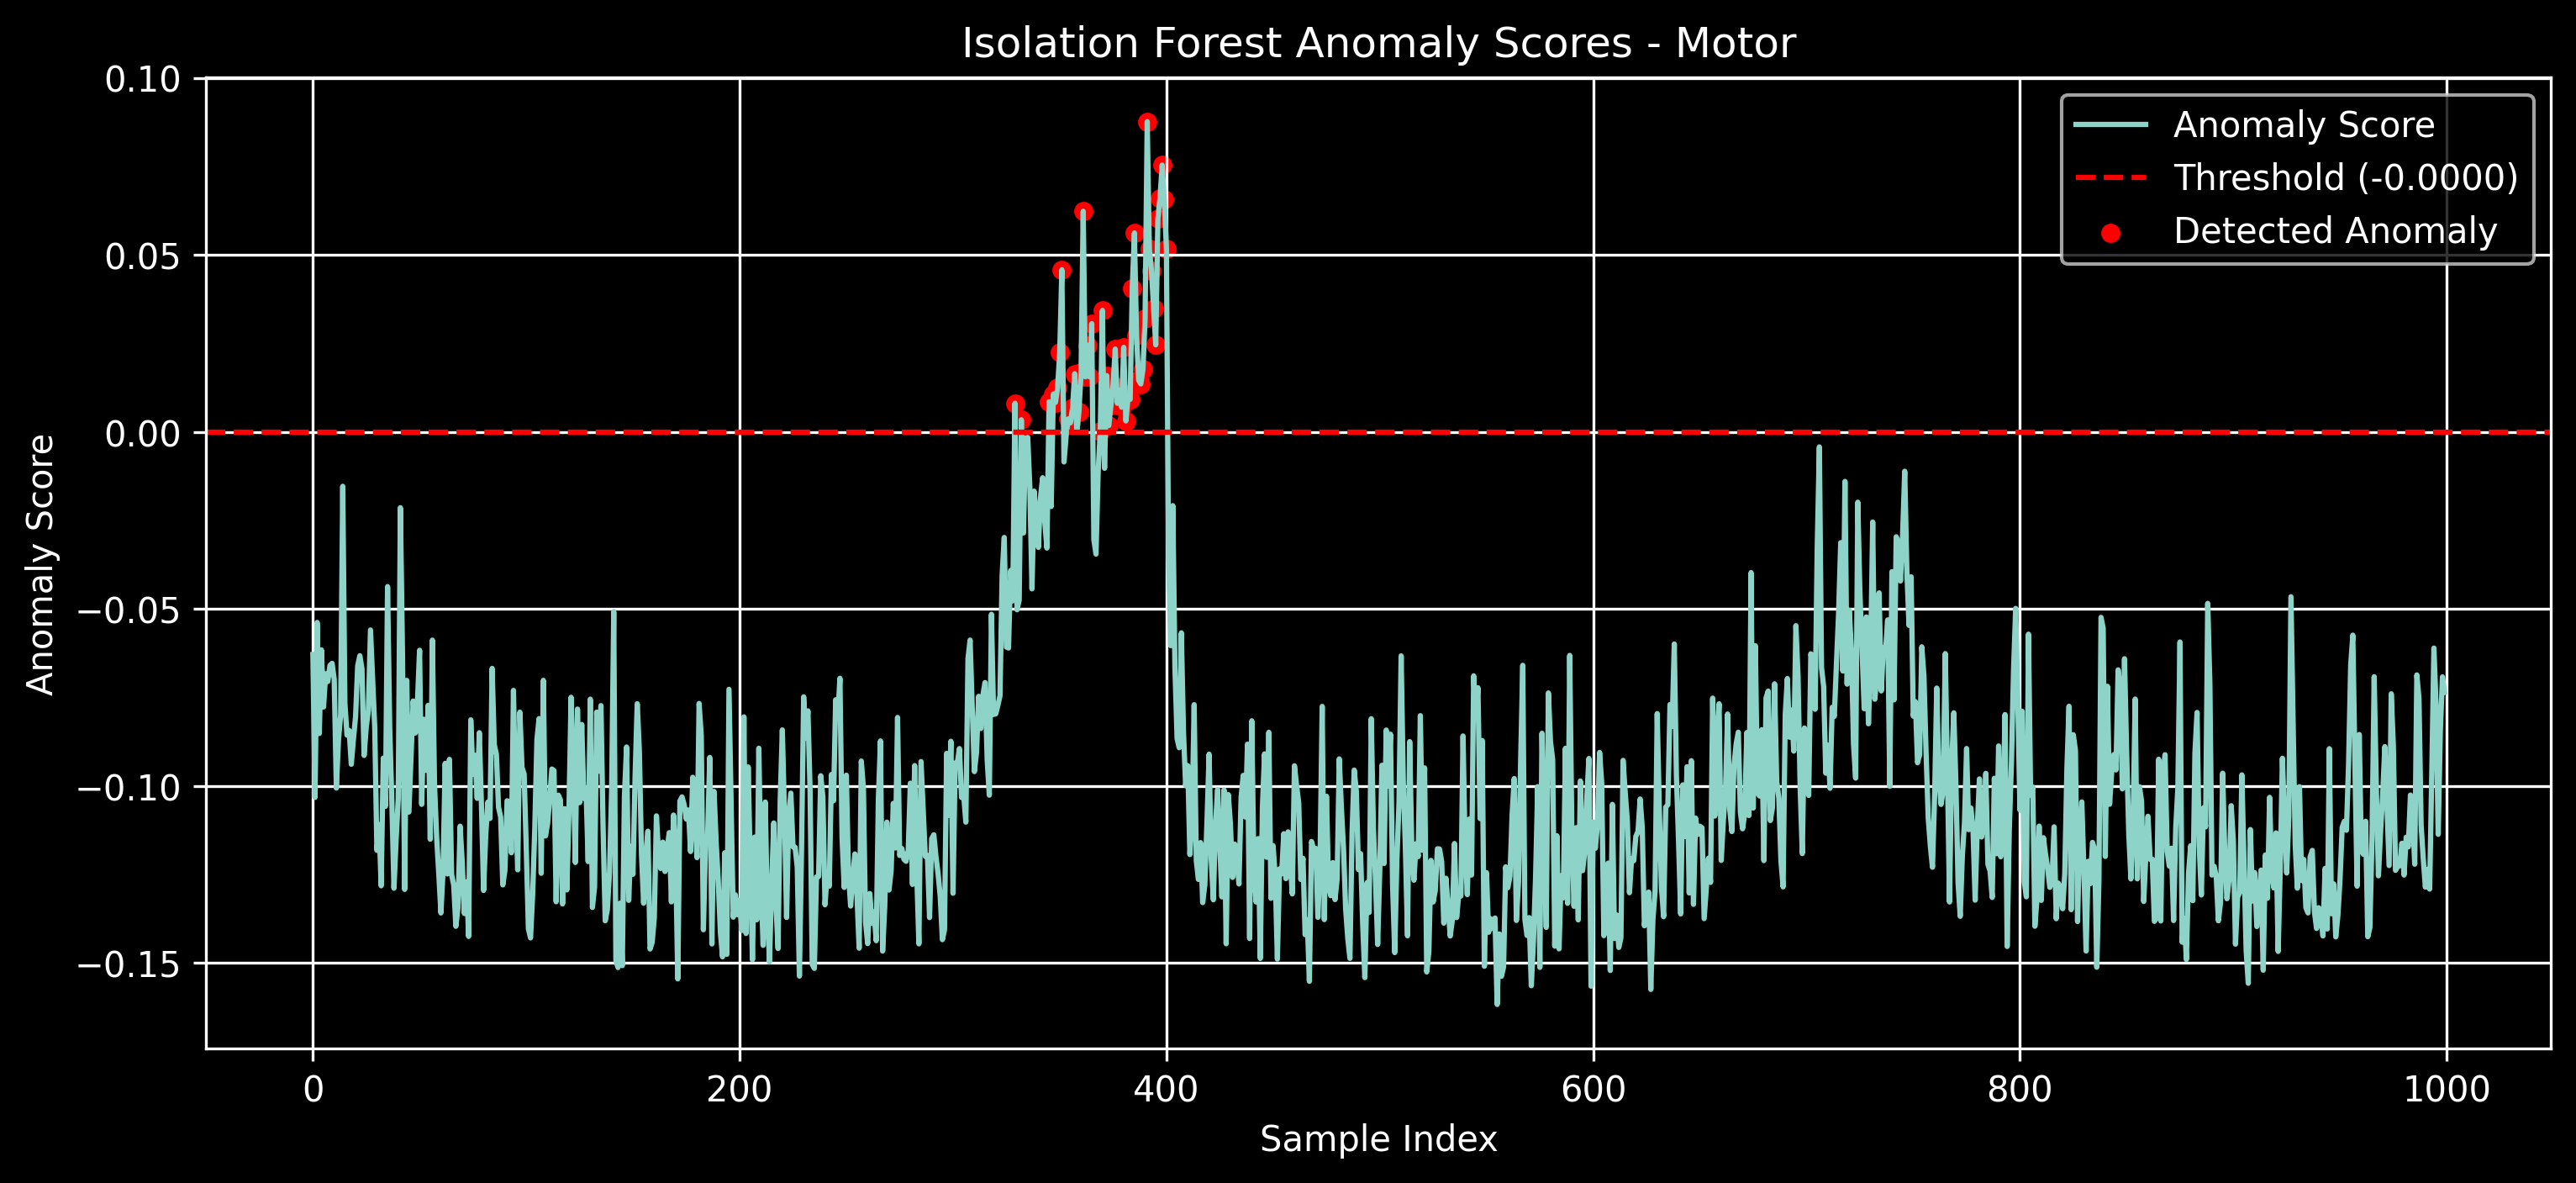 Isolation Forest Anomaly Scores - Motor
0.10
0.05
0.00
−0.05
−0.10
−0.15
Anomaly Score
Anomaly Score
Threshold (-0.0000)
Detected Anomaly
0
200
400
600
800
1000
Sample Index